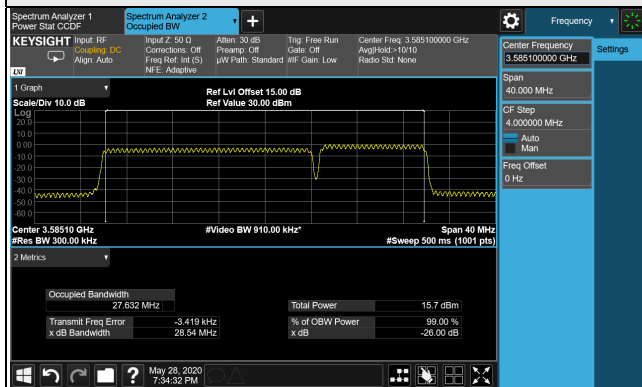 Spectrum Analyzer 1
Power Stat CCDF
Spectrum Analyzer 2
Occupied BW
Frequency
KEYSIGHT
Input: RF
Coupling: DC
Align: Auto
Input Z: 50 Ω
Corrections: Off
Freq Ref: Int (S)
NFE: Adaptive
Atten: 30 dB
Preamp: Off
µW Path: Standard
Trig: Free Run
Gate: Off
#IF Gain: Low
Center Freq: 3.585100000 GHz
Avg|Hold:>10/10
Radio Std: None
LXI
Center Frequency
3.585100000 GHz
Settings
Span
40.000 MHz
CF Step
4.000000 MHz
Auto
Man
Freq Offset
0 Hz
1 Graph
Scale/Div 10.0 dB
Ref Lvl Offset 15.00 dB
Ref Value 30.00 dBm
Log
20.0
10.0
0.00
-10.0
-20.0
-30.0
-40.0
-50.0
-60.0
Center 3.58510 GHz
#Video BW 910.00 kHz*
Span 40 MHz
#Res BW 300.00 kHz
#Sweep 500 ms (1001 pts)
2 Metrics
Occupied Bandwidth
27.632 MHz
Total Power
15.7 dBm
Transmit Freq Error
-3.419 kHz
% of OBW Power
99.00 %
x dB Bandwidth
28.54 MHz
x dB
-26.00 dB
?
May 28, 2020
7:34:32 PM